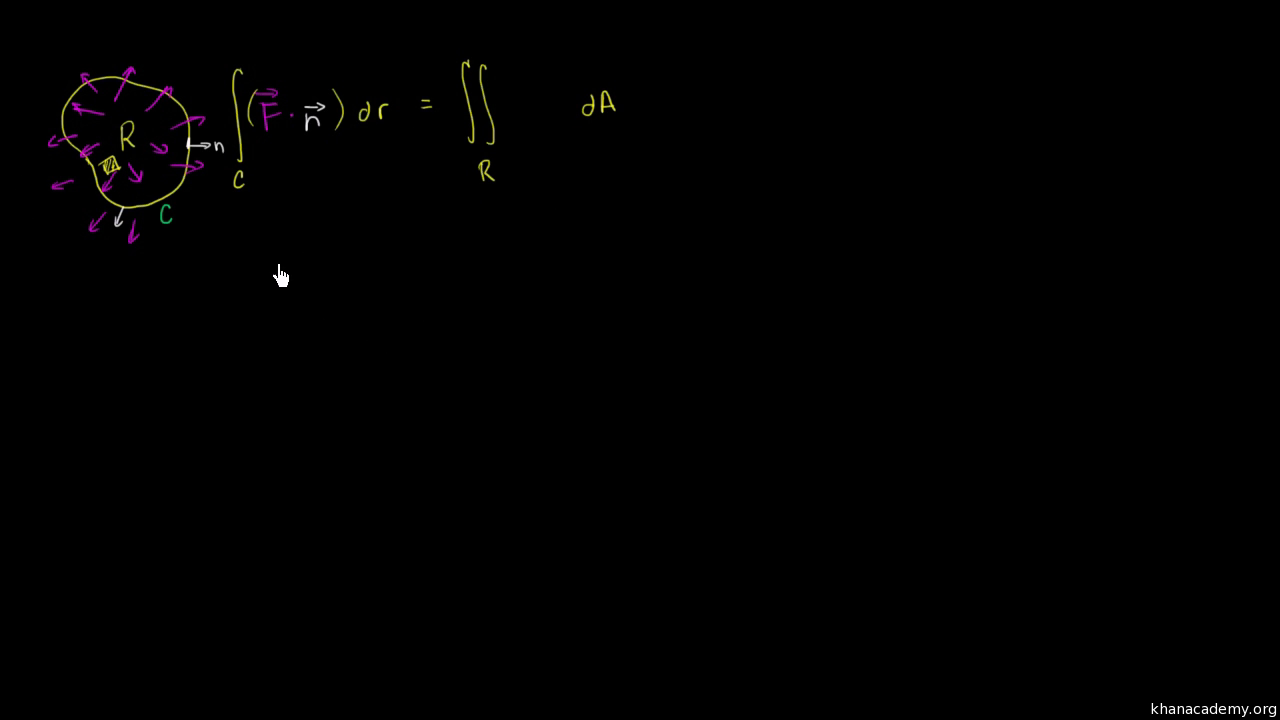 R
n
C
∫ (F⃗ · n⃗) dr = ∬ dA
C
R
khanacademy.org